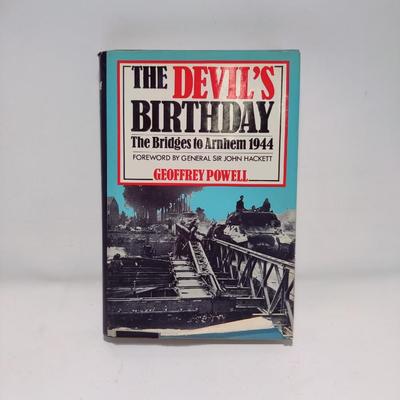 THE DEVIL'S
BIRTHDAY
The Bridges to Arnhem 1944
FOREWORD BY GENERAL SIR JOHN HACKETT
GEOFFREY POWELL